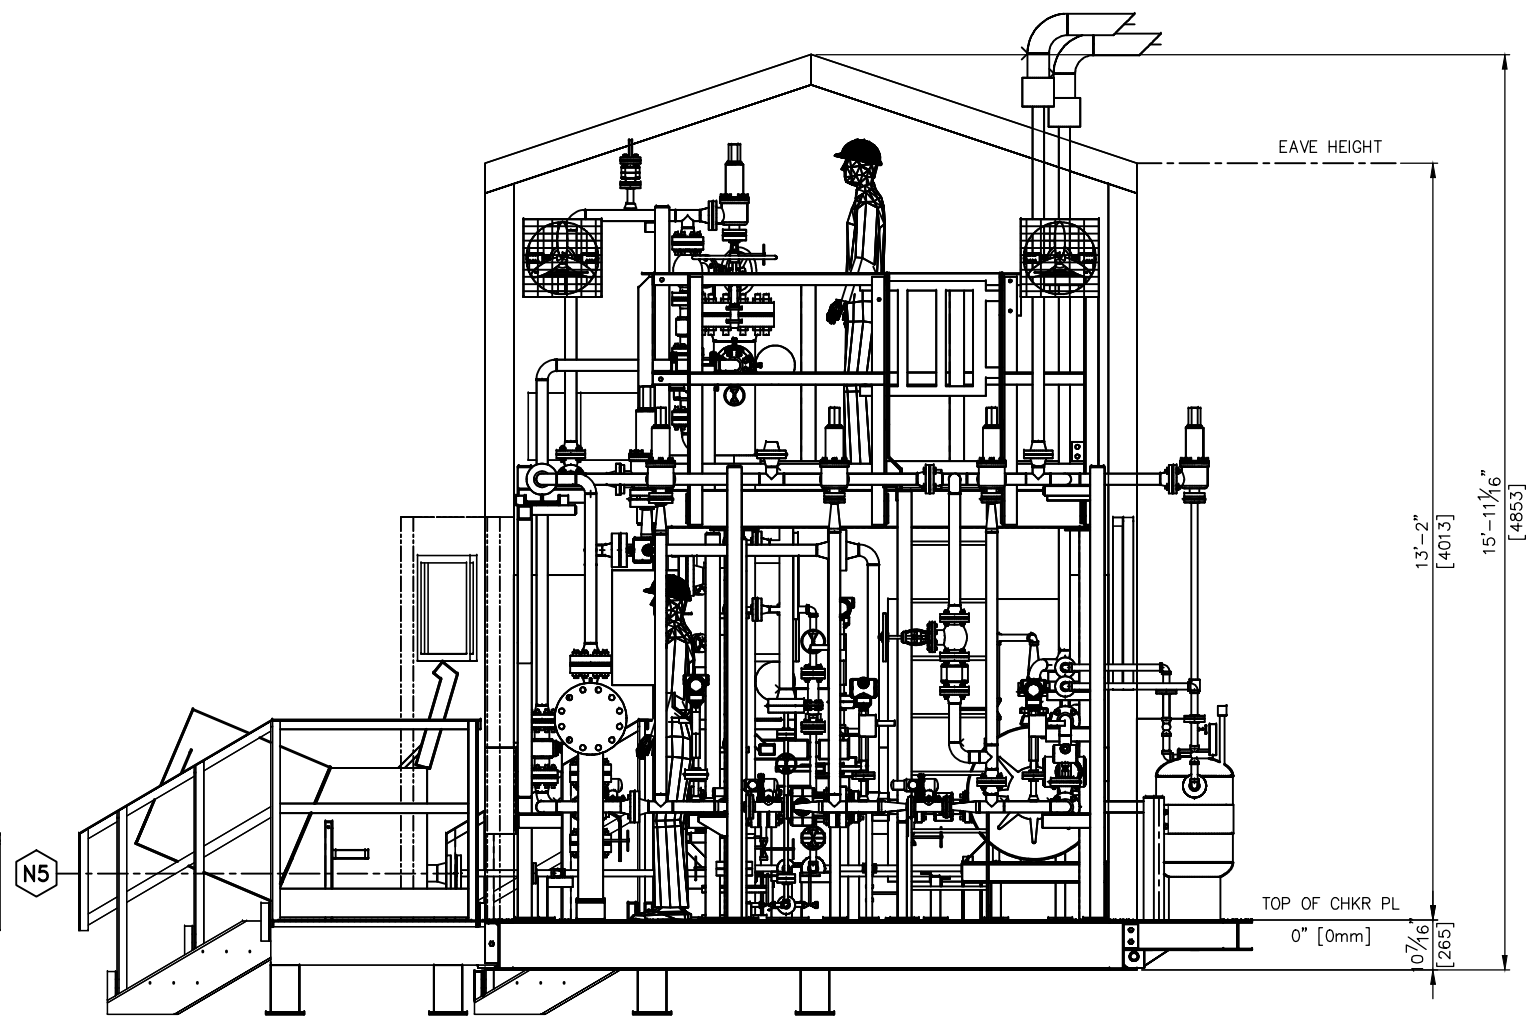 EAVE HEIGHT
13'-2"
[4013]
15'-11 11/16"
[4853]
N5
TOP OF CHKR PL
0" [0mm]
10 7/16"
[265]